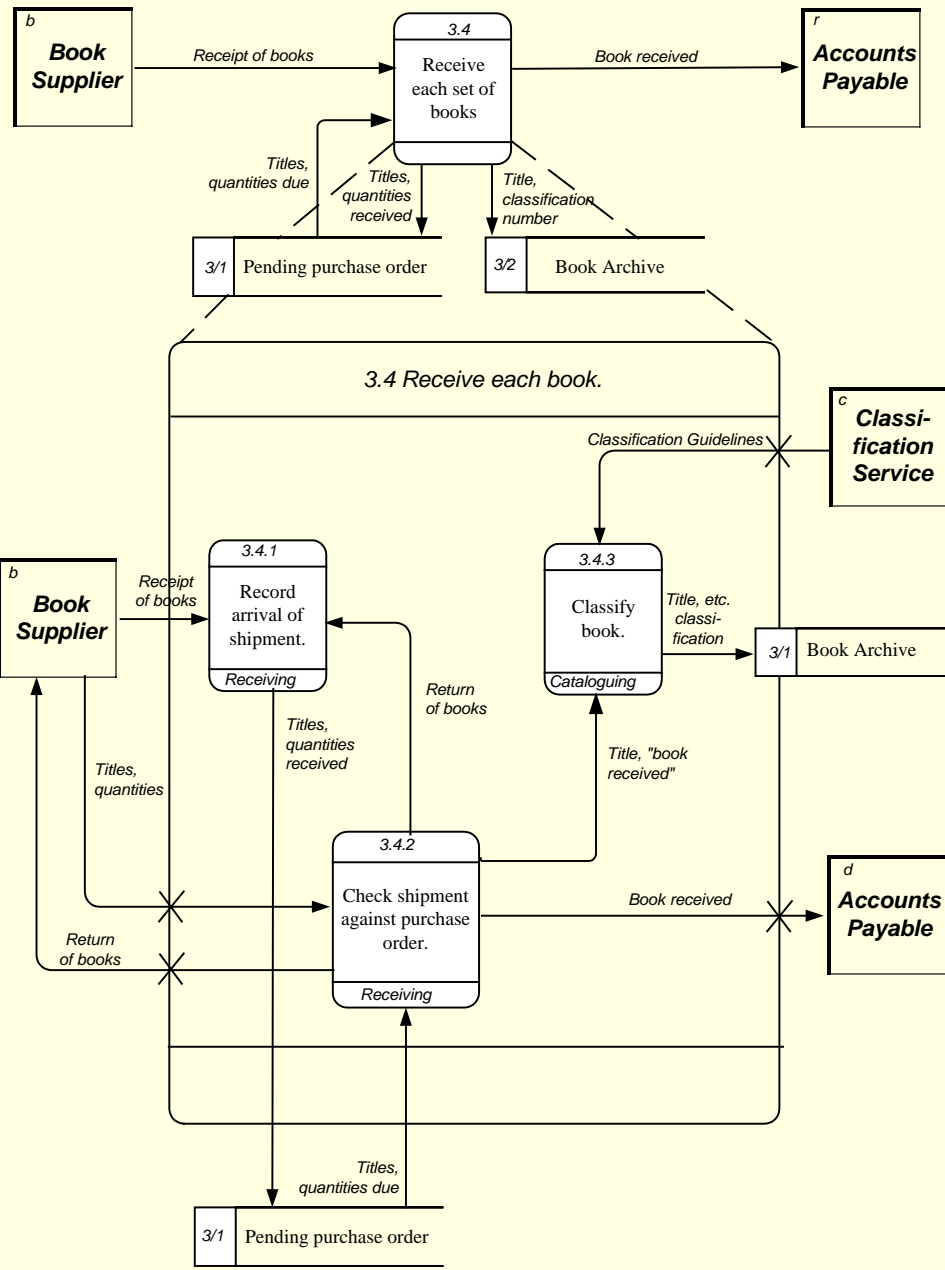 b
Book
Supplier
Receipt of books
3.4
Receive
each set of
books
Book received
r
Accounts
Payable
Titles,
quantities due
Titles,
quantities
received
Title,
classification
number
3/1
Pending purchase order
3/2
Book Archive
3.4 Receive each book.
Classification Guidelines
c
Classi-
fication
Service
b
Book
Supplier
Receipt
of books
3.4.1
Record
arrival of
shipment.
Receiving
3.4.3
Classify
book.
Cataloguing
Title, etc.
classi-
fication
3/1
Book Archive
Return
of books
Titles,
quantities
received
Title, "book
received"
Titles,
quantities
3.4.2
Check shipment
against purchase
order.
Receiving
Book received
d
Accounts
Payable
Return
of books
Titles,
quantities due
3/1
Pending purchase order